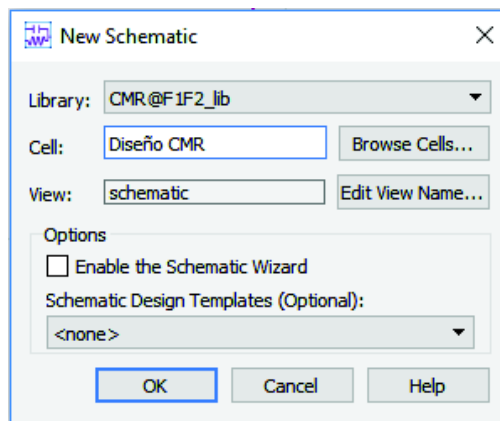 New Schematic
Library: CMR@F1F2_lib
Cell: Diseño CMR Browse Cells...
View: schematic Edit View Name...
Options
Enable the Schematic Wizard
Schematic Design Templates (Optional):
<none>
OK Cancel Help